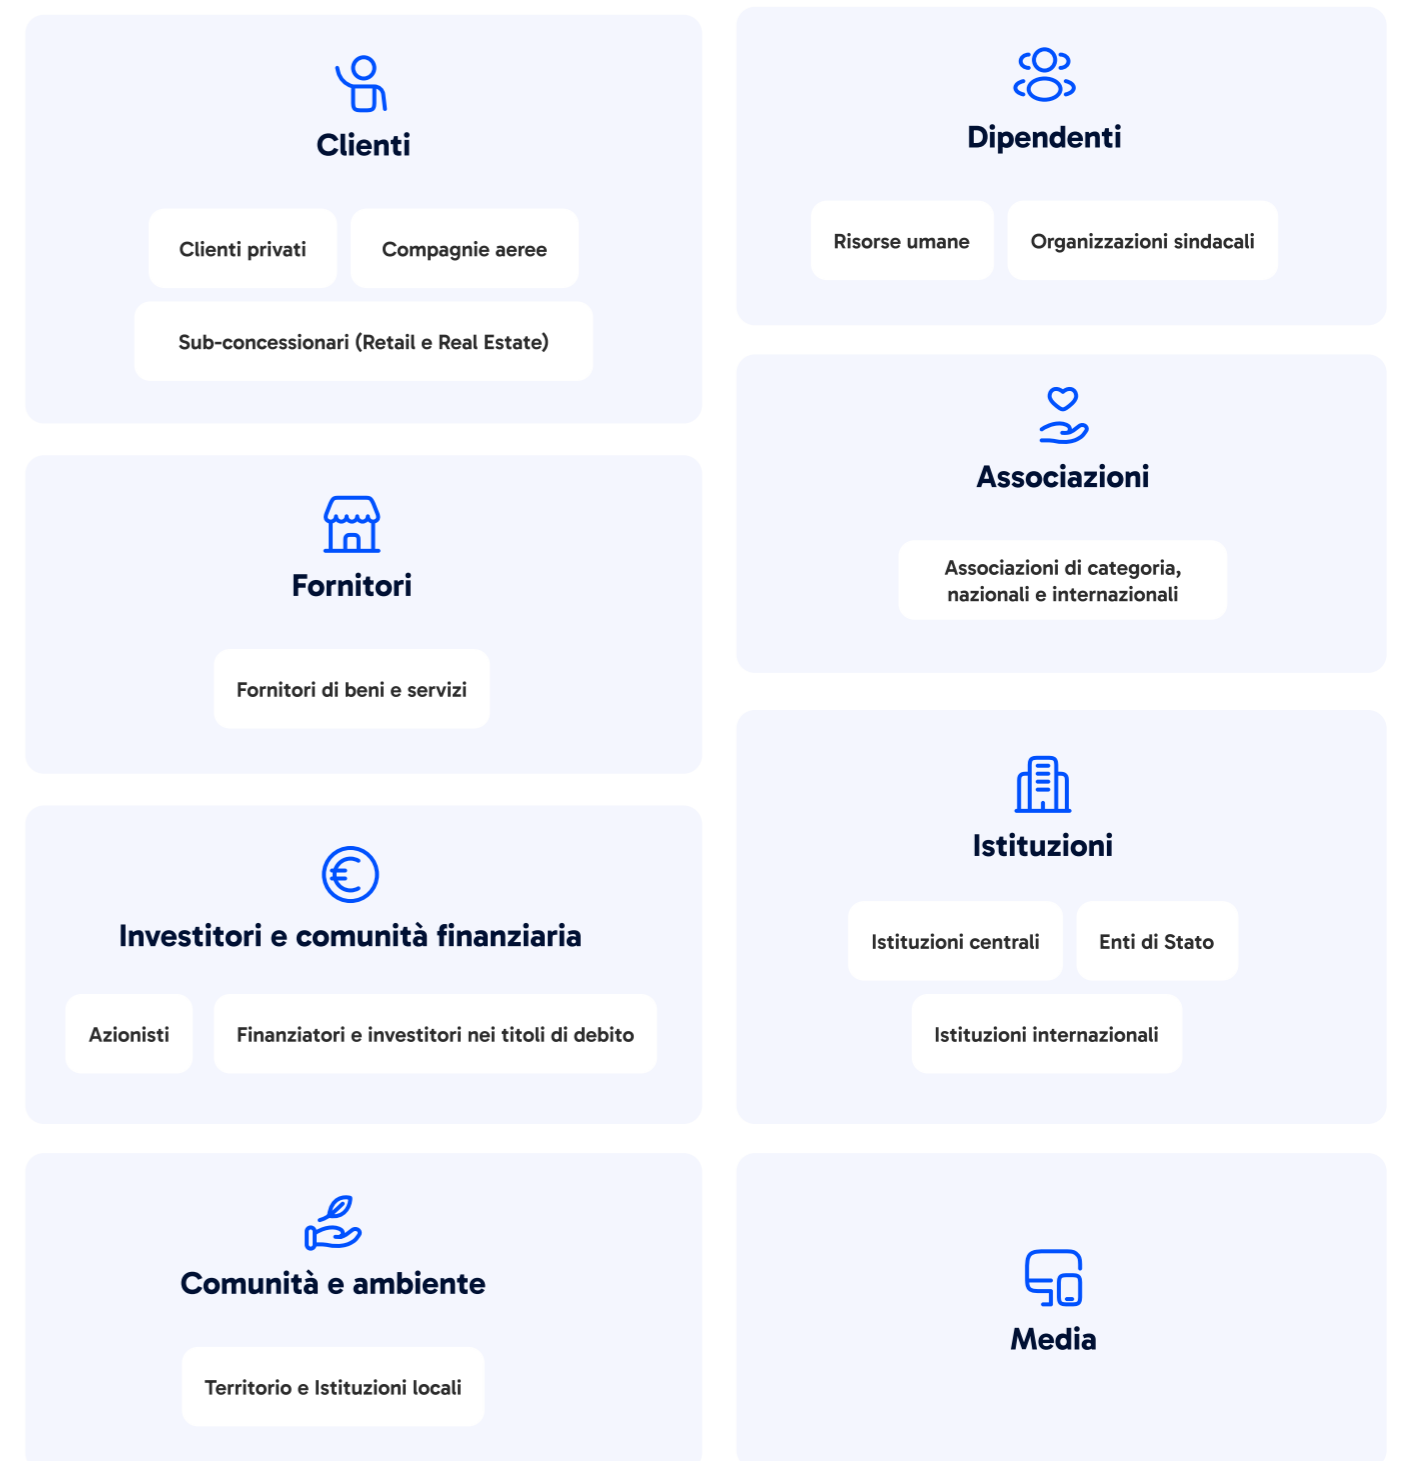 Clienti
Clienti privati
Compagnie aeree
Sub-concessionari (Retail e Real Estate)
Dipendenti
Risorse umane
Organizzazioni sindacali
Fornitori
Fornitori di beni e servizi
Associazioni
Associazioni di categoria,
nazionali e internazionali
Investitori e comunità finanziaria
Azionisti
Finanziatori e investitori nei titoli di debito
Istituzioni
Istituzioni centrali
Enti di Stato
Istituzioni internazionali
Comunità e ambiente
Territorio e Istituzioni locali
Media